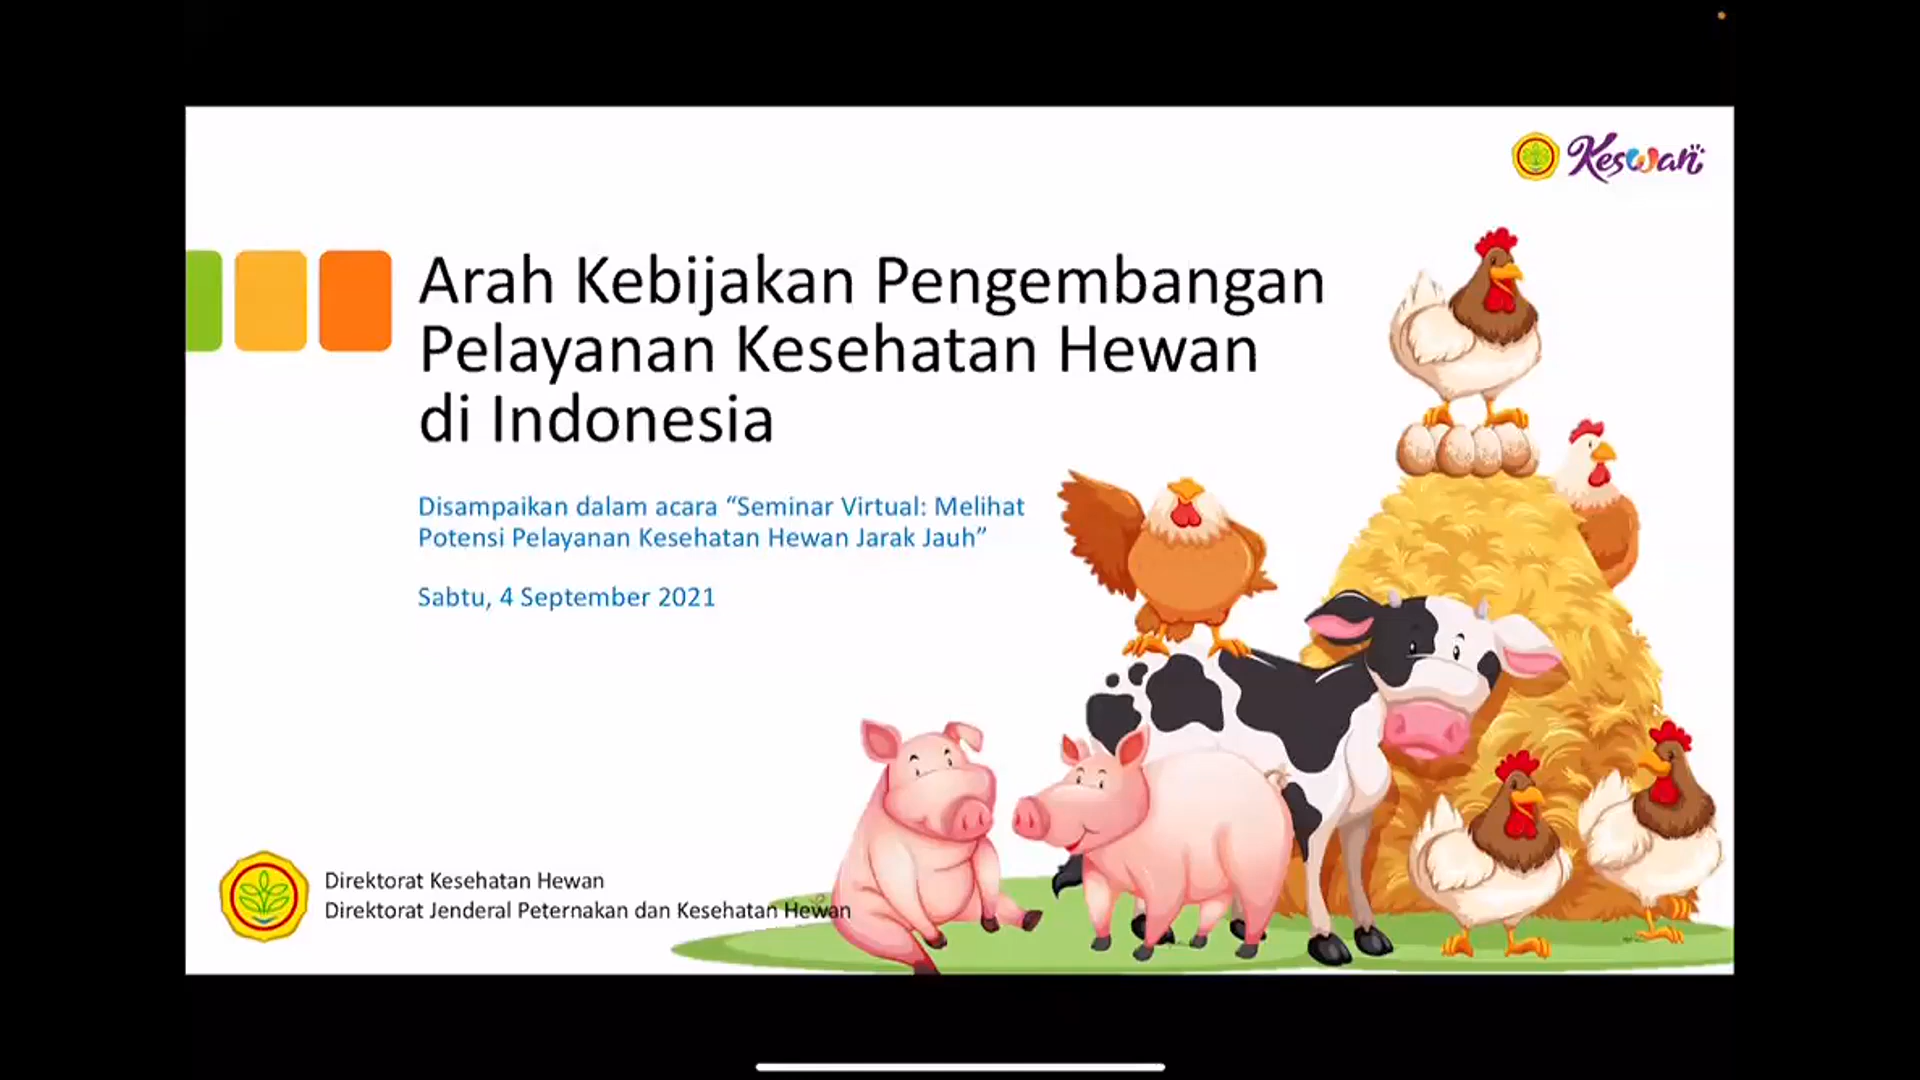 Keswan
Arah Kebijakan Pengembangan
Pelayanan Kesehatan Hewan
di Indonesia
Disampaikan dalam acara “Seminar Virtual: Melihat
Potensi Pelayanan Kesehatan Hewan Jarak Jauh”
Sabtu, 4 September 2021
Direktorat Kesehatan Hewan
Direktorat Jenderal Peternakan dan Kesehatan Hewan